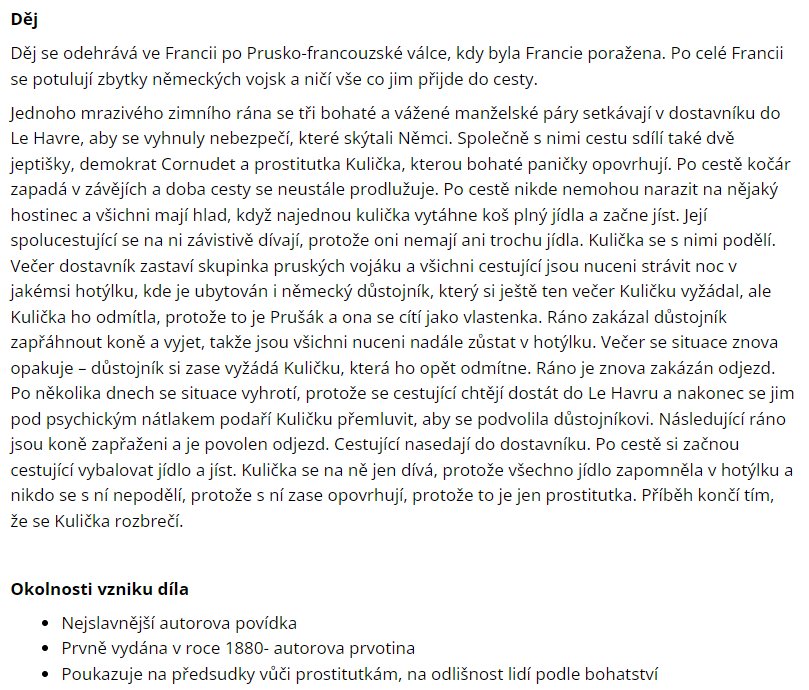 Děj
Děj se odehrává ve Francii po Prusko-francouzské válce, kdy byla Francie poražena. Po celé Francii
se potulují zbytky německých vojsk a ničí vše co jim přijde do cesty.
Jednoho mrazivého zimního rána se tři bohaté a vážené manželské páry setkávají v dostavníku do
Le Havre, aby se vyhnuly nebezpečí, které skýtali Němci. Společně s nimi cestu sdílí také dvě
jeptišky, demokrat Cornudet a prostitutka Kulička, kterou bohaté paničky opovrhují. Po cestě kočár
zapadá v závějích a doba cesty se neustále prodlužuje. Po cestě nikde nemohou narazit na nějaký
hostinec a všichni mají hlad, když najednou kulička vytáhne koš plný jídla a začne jíst. Její
spolucestující se na ni závistivě dívají, protože oni nemají ani trochu jídla. Kulička se s nimi podělí.
Večer dostavník zastaví skupinka pruských vojáku a všichni cestující jsou nuceni strávit noc v
jakémsi hotýlku, kde je ubytován i německý důstojník, který si ještě ten večer Kuličku vyžádal, ale
Kulička ho odmítla, protože to je Prušák a ona se cítí jako vlastenka. Ráno zakázal důstojník
zapřáhnout koně a vyjet, takže jsou všichni nuceni nadále zůstat v hotýlku. Večer se situace znova
opakuje – důstojník si zase vyžádá Kuličku, která ho opět odmítne. Ráno je znova zakázán odjezd.
Po několika dnech se situace vyhrotí, protože se cestující chtějí dostát do Le Havru a nakonec se jim
pod psychickým nátlakem podaří Kuličku přemluvit, aby se podvolila důstojníkovi. Následující ráno
jsou koně zapřaženi a je povolen odjezd. Cestující nasedají do dostavníku. Po cestě si začnou
cestující vybalovat jídlo a jíst. Kulička se na ně jen dívá, protože všechno jídlo zapomněla v hotýlku a
nikdo se s ní nepodělí, protože s ní zase opovrhují, protože to je jen prostitutka. Příběh končí tím,
že se Kulička rozbrečí.
Okolnosti vzniku díla
• Nejslavnější autorova povídka
• Prvně vydána v roce 1880- autorova prvotina
• Poukazuje na předsudky vůči prostitutkám, na odlišnost lidí podle bohatství